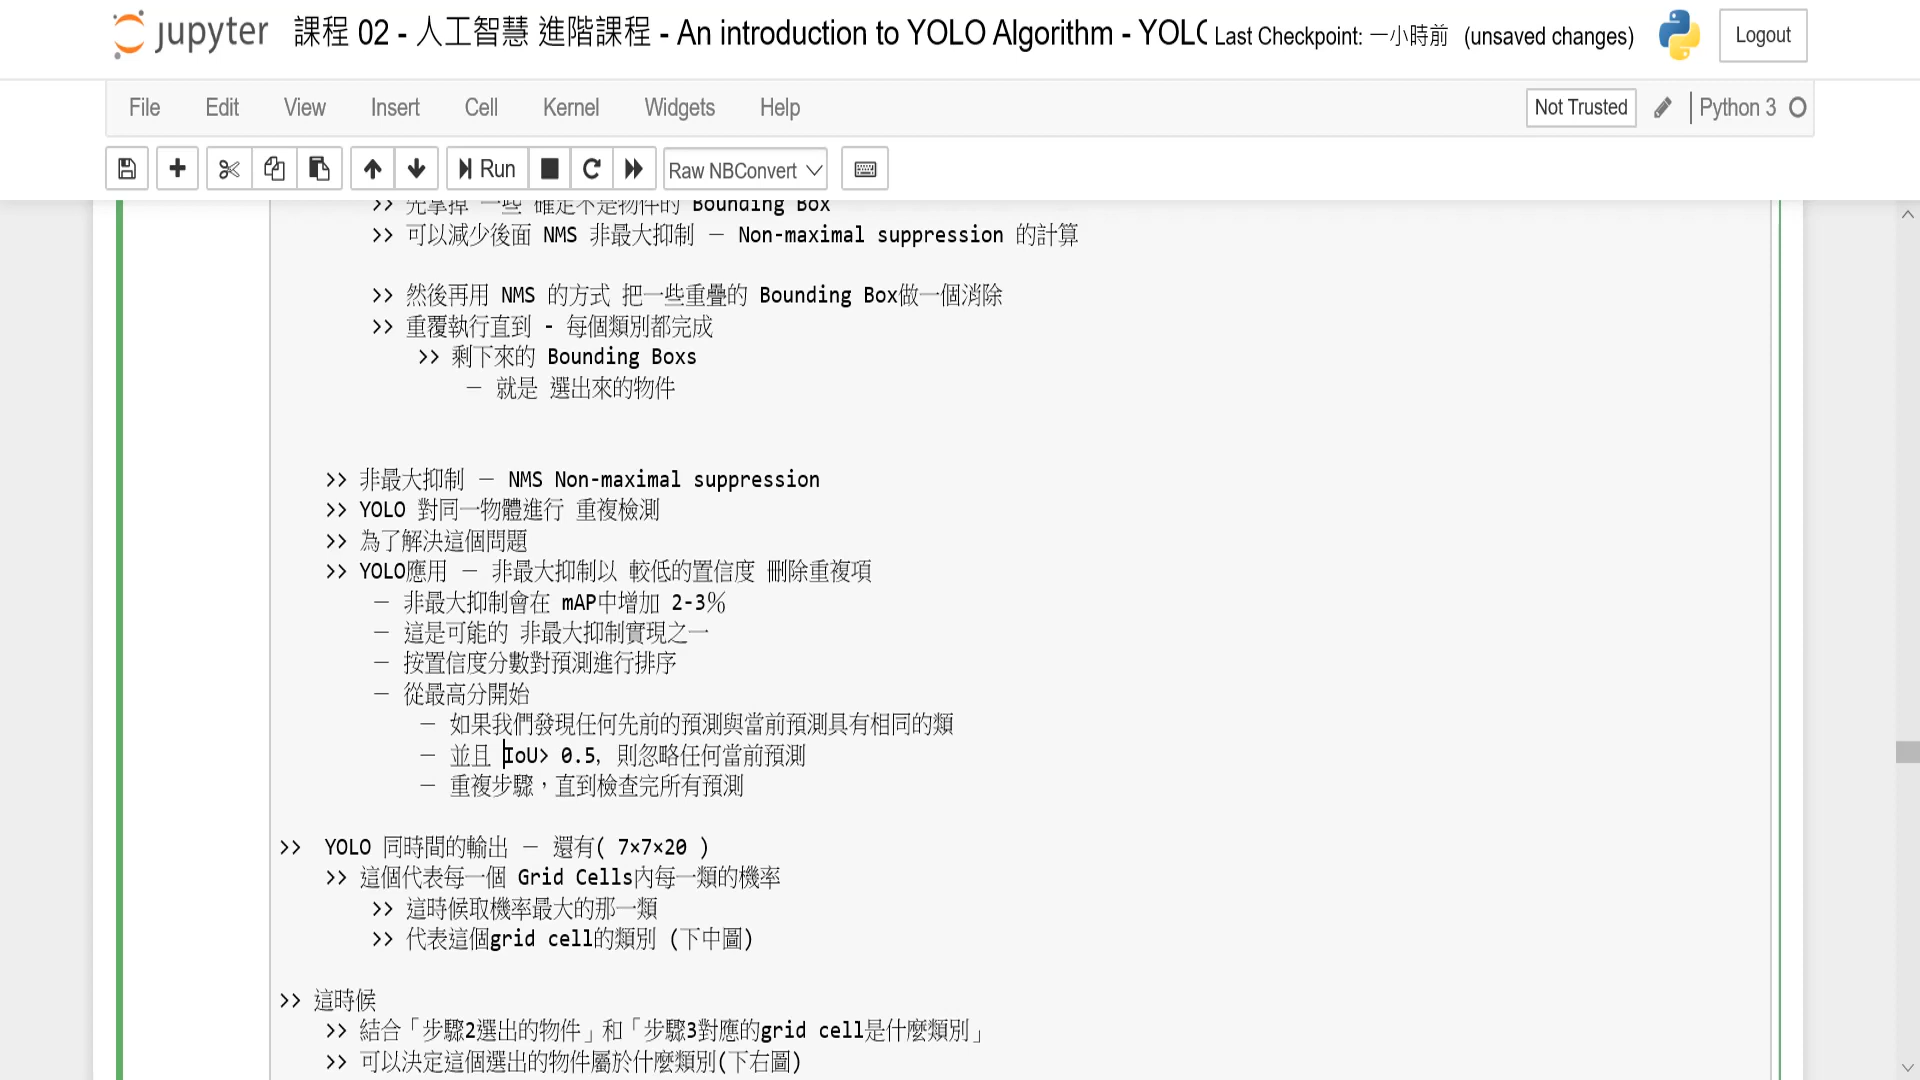 jupyter 課程 02 - 人工智慧 進階課程 - An introduction to YOLO Algorithm - YOLO Last Checkpoint: 一小時前 (unsaved changes) Logout
File Edit View Insert Cell Kernel Widgets Help Not Trusted Python 3
Run Raw NBConvert
>> 先拿掉 一些 確定不是物件的 Bounding Box
>> 可以減少後面 NMS 非最大抑制 — Non-maximal suppression 的計算
>> 然後再用 NMS 的方式 把一些重疊的 Bounding Box做一個消除
>> 重覆執行直到 - 每個類別都完成
>> 剩下來的 Bounding Boxs
— 就是 選出來的物件
>> 非最大抑制 — NMS Non-maximal suppression
>> YOLO 對同一物體進行 重複檢測
>> 為了解決這個問題
>> YOLO應用 — 非最大抑制以 較低的置信度 刪除重複項
— 非最大抑制會在 mAP中增加 2-3％
— 這是可能的 非最大抑制實現之一
— 按置信度分數對預測進行排序
— 從最高分開始
— 如果我們發現任何先前的預測與當前預測具有相同的類
— 並且 IoU> 0.5，則忽略任何當前預測
— 重複步驟，直到檢查完所有預測
>> YOLO 同時間的輸出 — 還有( 7×7×20 )
>> 這個代表每一個 Grid Cells內每一類的機率
>> 這時候取機率最大的那一類
>> 代表這個grid cell的類別 (下中圖)
>> 這時候
>> 結合「步驟2選出的物件」和「步驟3對應的grid cell是什麼類別」
>> 可以決定這個選出的物件屬於什麼類別(下右圖)